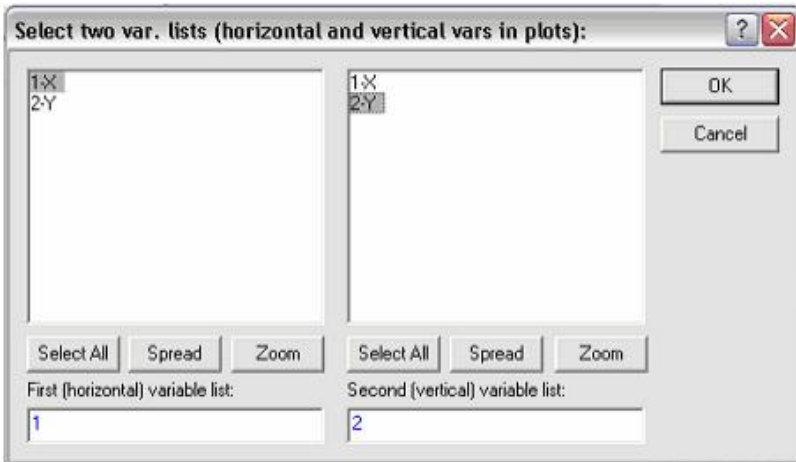 Select two var. lists (horizontal and vertical vars in plots):
1-X
2-Y
1-X
2-Y
OK
Cancel
Select All Spread Zoom
Select All Spread Zoom
First (horizontal) variable list:
Second (vertical) variable list:
1
2